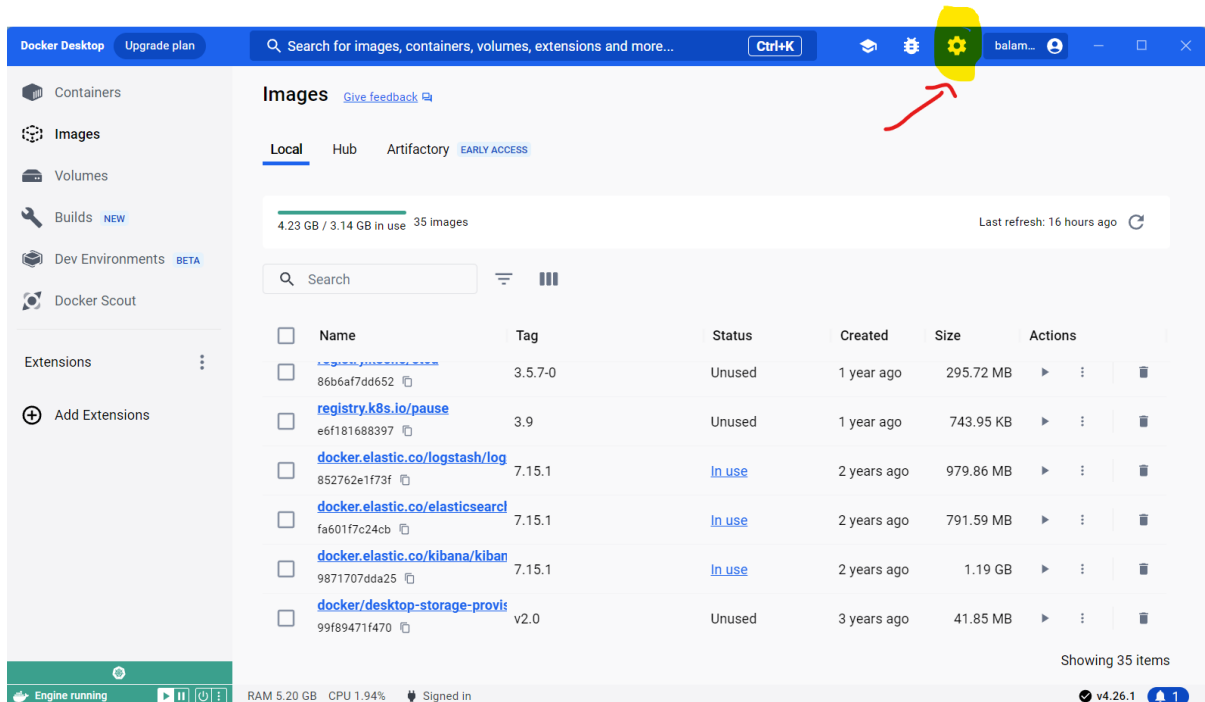 Docker Desktop Upgrade plan Search for images, containers, volumes, extensions and more... Ctrl+K balam...
Containers
Images
Volumes
Builds NEW
Dev Environments BETA
Docker Scout
Extensions
Add Extensions
Images Give feedback
Local Hub Artifactory EARLY ACCESS
4.23 GB / 3.14 GB in use 35 images Last refresh: 16 hours ago
Search
Name Tag Status Created Size Actions
3.5.7-0 Unused 1 year ago 295.72 MB
86b6af7dd652
registry.k8s.io/pause
3.9 Unused 1 year ago 743.95 KB
e6f181688397
docker.elastic.co/logstash/log
7.15.1 In use 2 years ago 979.86 MB
852762e1f73f
docker.elastic.co/elasticsearcl
7.15.1 In use 2 years ago 791.59 MB
fa601f7c24cb
docker.elastic.co/kibana/kiban
7.15.1 In use 2 years ago 1.19 GB
9871707dda25
docker/desktop-storage-provis
v2.0 Unused 3 years ago 41.85 MB
99f89471f470
Showing 35 items
Engine running RAM 5.20 GB CPU 1.94% Signed in v4.26.1 1